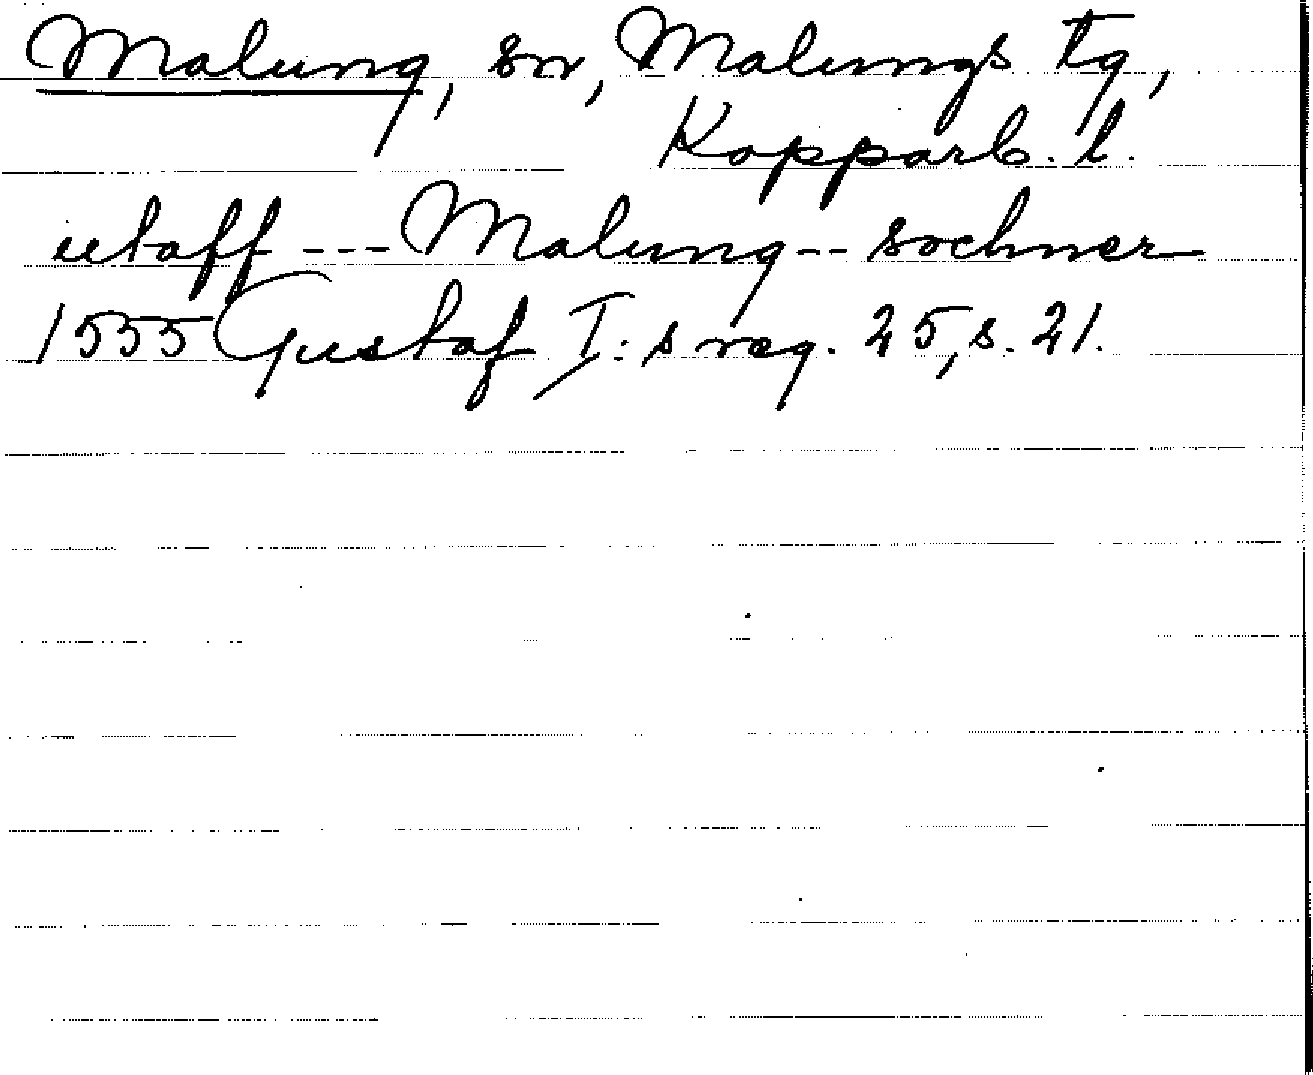 Malung, sn, Malungs tg,
Kopparb. l.
utaff --- Malung -- sochner
1555 Gustaf I:s reg. 25, s. 21.